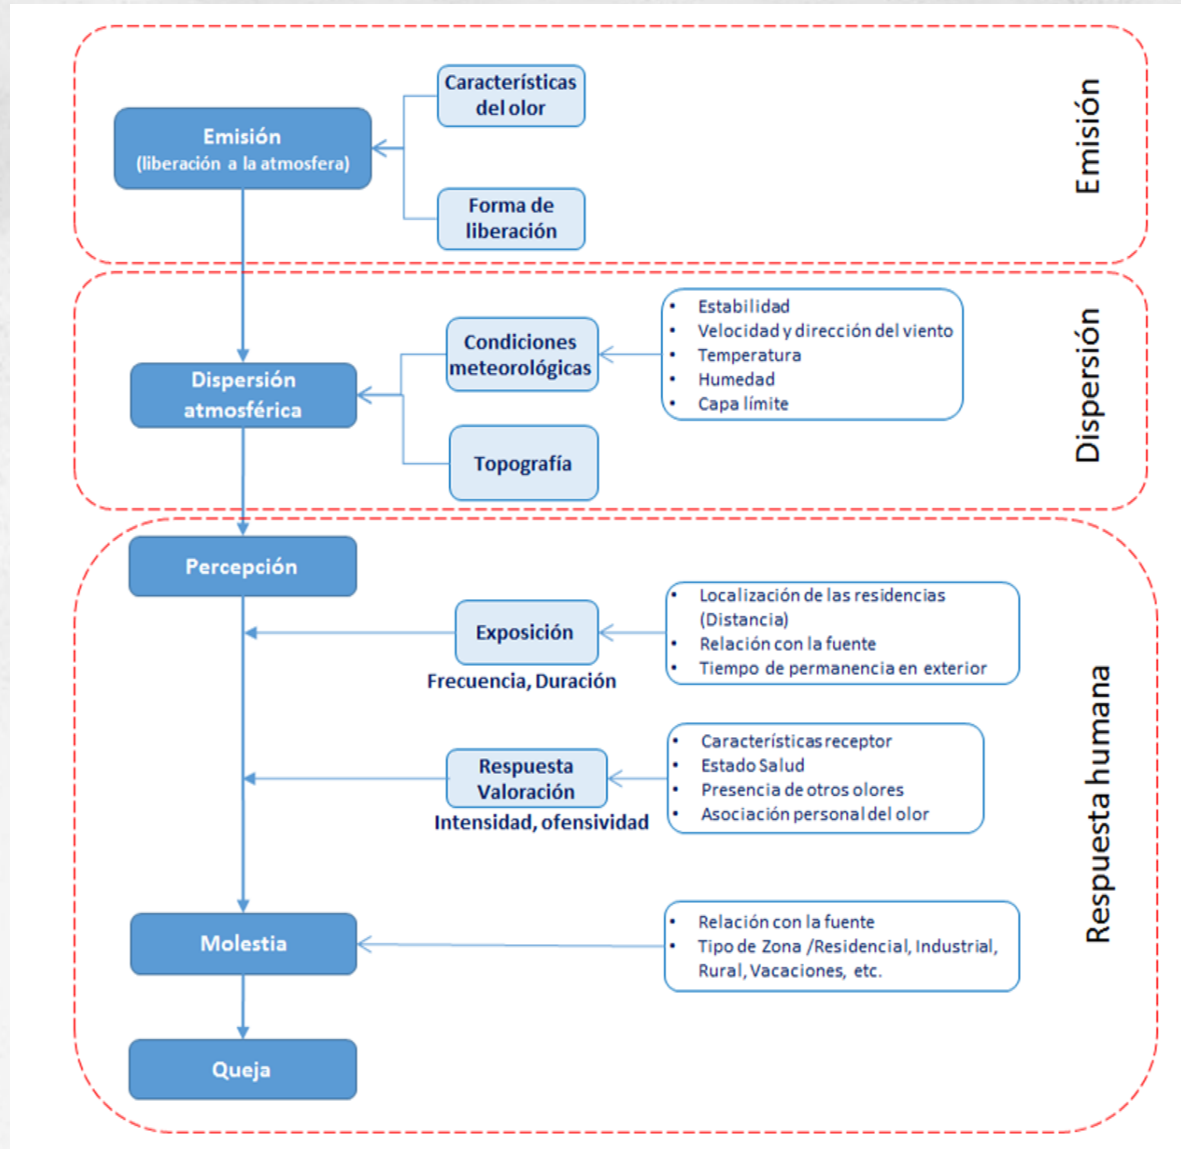 Emisión
(liberación a la atmosfera)
Características
del olor
Forma de
liberación
Emisión
Dispersión
atmosférica
Condiciones
meteorológicas
• Estabilidad
• Velocidad y dirección del viento
• Temperatura
• Humedad
• Capa límite
Topografía
Dispersión
Percepción
Exposición
Frecuencia, Duración
• Localización de las residencias
(Distancia)
• Relación con la fuente
• Tiempo de permanencia en exterior
Respuesta
Valoración
Intensidad, ofensividad
• Características receptor
• Estado Salud
• Presencia de otros olores
• Asociación personal del olor
Molestia
• Relación con la fuente
• Tipo de Zona /Residencial, Industrial,
Rural, Vacaciones, etc.
Queja
Respuesta humana